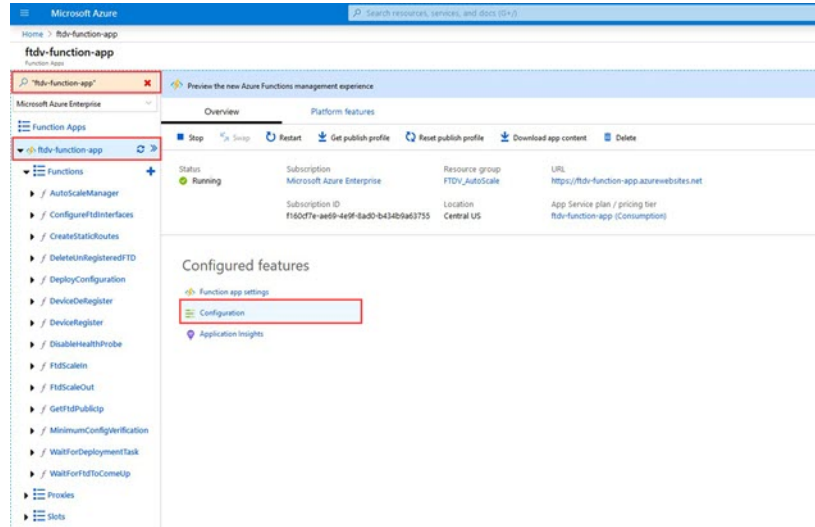 Microsoft Azure
Search resources, services, and docs (G+/)
Home > ftdv-function-app
ftdv-function-app
Function Apps
"ftdv-function-app"
Microsoft Azure Enterprise
Function Apps
ftdv-function-app
Functions
AutoScaleManager
ConfigureFtdInterfaces
CreateStaticRoutes
DeleteUnRegisteredFTD
DeployConfiguration
DeviceDeRegister
DeviceRegister
DisableHealthProbe
FtdScaleIn
FtdScaleOut
GetFtdPublicIp
MinimumConfigVerification
WaitForDeploymentTask
WaitForFtdToComeUp
Proxies
Slots
Preview the new Azure Functions management experience
Overview Platform features
Stop Swap Restart Get publish profile Reset publish profile Download app content Delete
Status Subscription Resource group URL
Running Microsoft Azure Enterprise FTDV_AutoScale https://ftdv-function-app.azurewebsites.net
Subscription ID Location App Service plan / pricing tier
f160cf7e-ae69-4e9f-8ad0-b434b9a63755 Central US ftdv-function-app (Consumption)
Configured features
Function app settings
Configuration
Application Insights